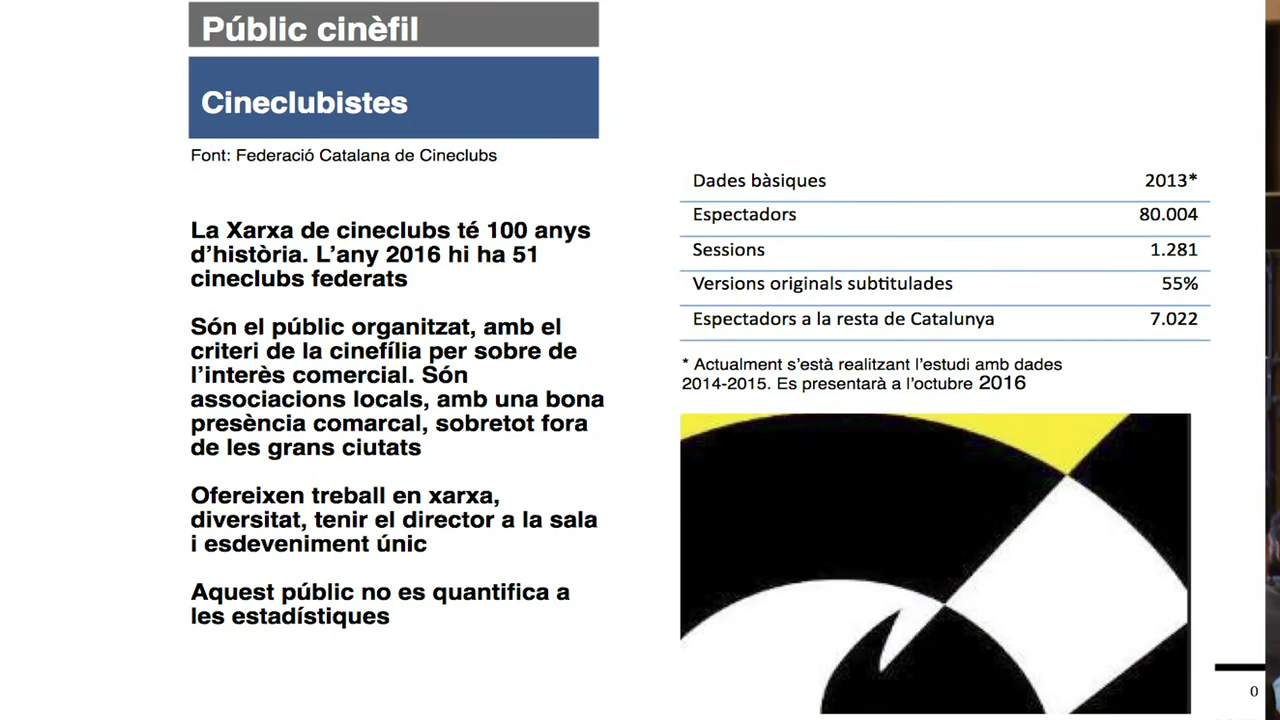 Públic cinèfil
Cineclubistes
Font: Federació Catalana de Cineclubs
La Xarxa de cineclubs té 100 anys
d’història. L’any 2016 hi ha 51
cineclubs federats
Són el públic organitzat, amb el
criteri de la cinefília per sobre de
l’interès comercial. Són
associacions locals, amb una bona
presència comarcal, sobretot fora
de les grans ciutats
Ofereixen treball en xarxa,
diversitat, tenir el director a la sala
i esdeveniment únic
Aquest públic no es quantifica a
les estadístiques
Dades bàsiques 2013*
Espectadors 80.004
Sessions 1.281
Versions originals subtitulades 55%
Espectadors a la resta de Catalunya 7.022
* Actualment s’està realitzant l’estudi amb dades
2014-2015. Es presentarà a l’octubre 2016
0